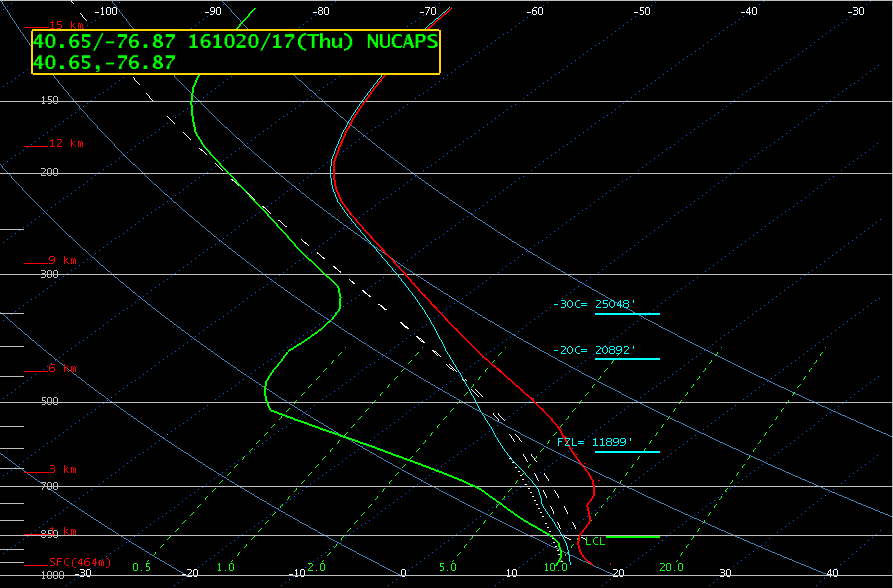 -100 -90 -80 -70 -60 -50 -40 -30
15 km
40.65/-76.87 161020/17(Thu) NUCAPS
40.65,-76.87
150
12 km
200
9 km
300
-30C= 25048'
-20C= 20892'
6 km
500
FZL= 11899'
3 km
700
850
LCL
SFC(464m)
0.5 1.0 2.0 5.0 10.0 20.0
1000 -30 -20 -10 0 10 20 30 40